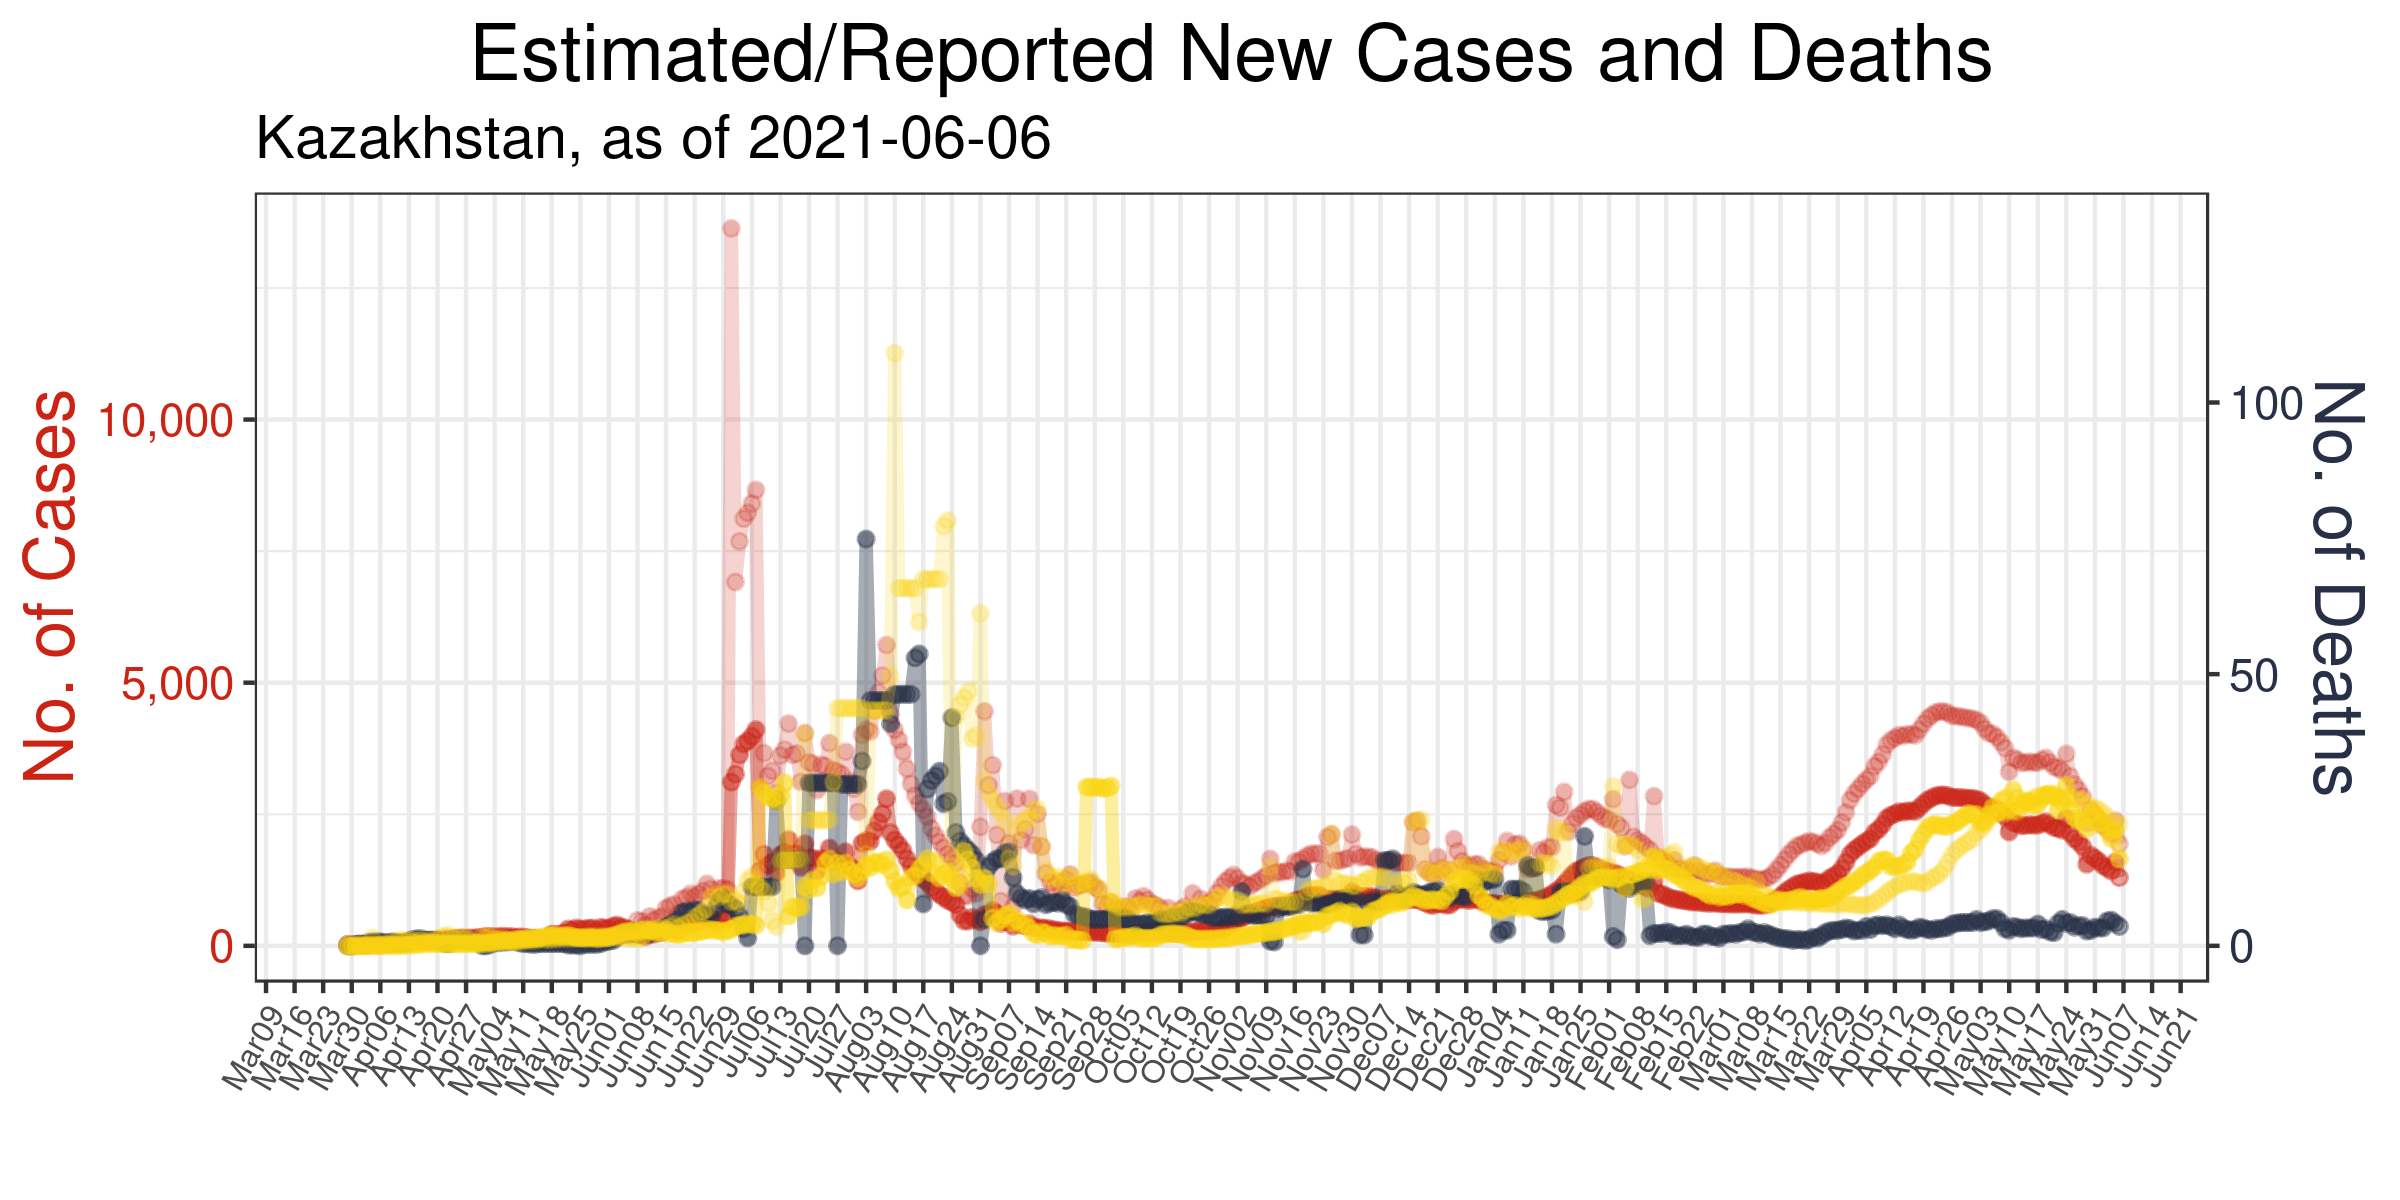 Estimated/Reported New Cases and Deaths
Kazakhstan, as of 2021-06-06
No. of Cases
10,000
5,000
0
100
50
0
No. of Deaths
Mar09
Mar16
Mar23
Mar30
Apr06
Apr13
Apr20
Apr27
May04
May11
May18
May25
Jun01
Jun08
Jun15
Jun22
Jun29
Jul06
Jul13
Jul20
Jul27
Aug03
Aug10
Aug17
Aug24
Aug31
Sep07
Sep14
Sep21
Sep28
Oct05
Oct12
Oct19
Oct26
Nov02
Nov09
Nov16
Nov23
Nov30
Dec07
Dec14
Dec21
Dec28
Jan04
Jan11
Jan18
Jan25
Feb01
Feb08
Feb15
Feb22
Mar01
Mar08
Mar15
Mar22
Mar29
Apr05
Apr12
Apr19
Apr26
May03
May10
May17
May24
May31
Jun07
Jun14
Jun21